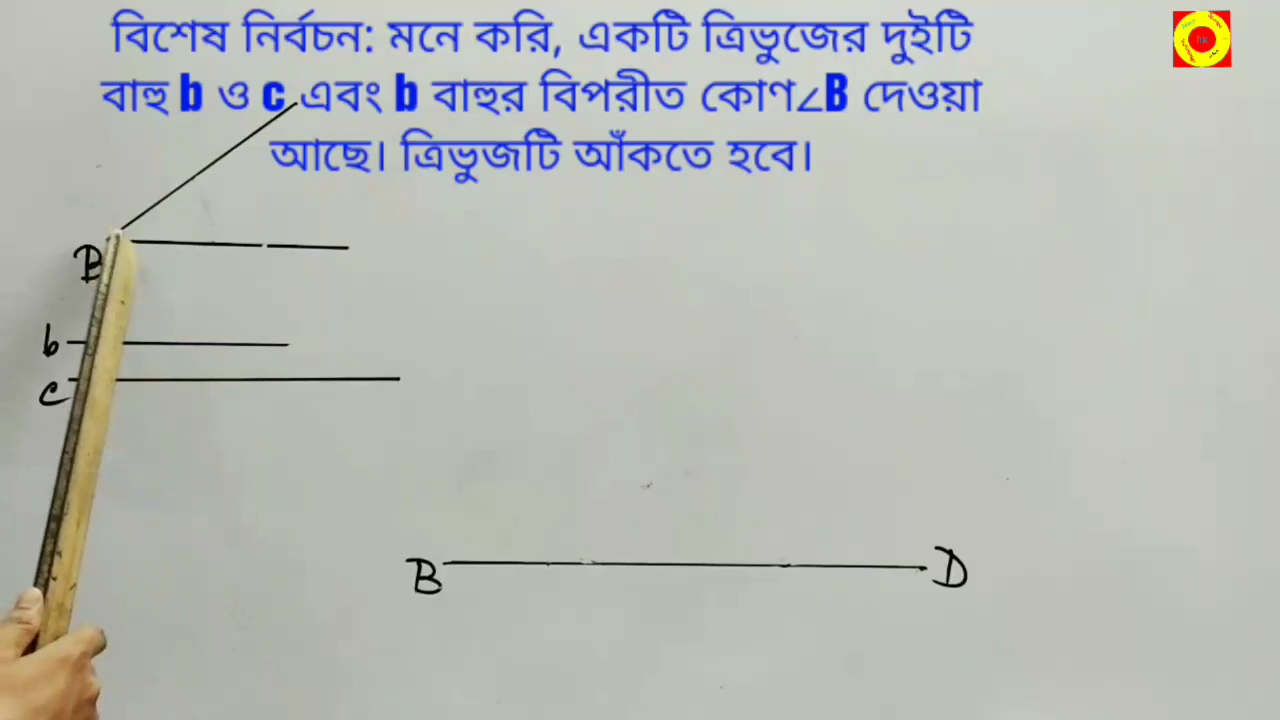 বিশেষ নির্বচন: মনে করি, একটি ত্রিভুজের দুইটি
বাহু b ও c এবং b বাহুর বিপরীত কোণ∠B দেওয়া
আছে। ত্রিভুজটি আঁকতে হবে।
B
b
c
B D